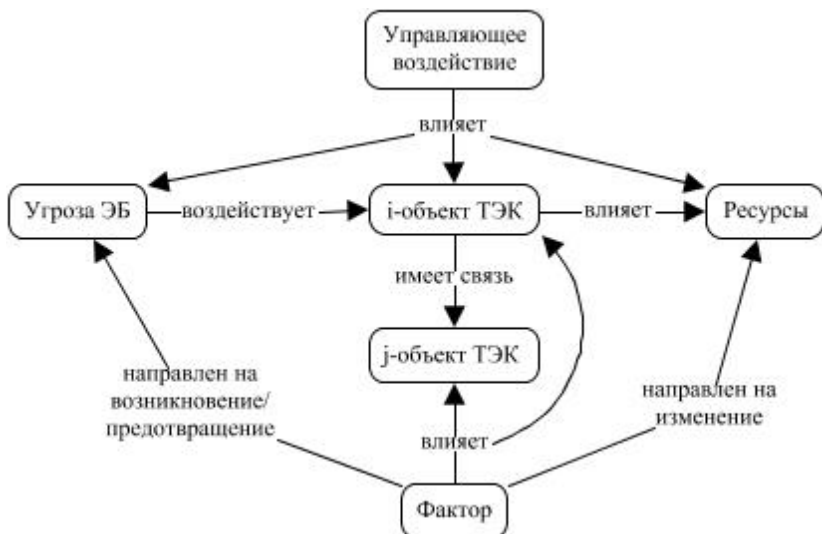 Управляющее
воздействие
влияет
Угроза ЭБ
воздействует
i-объект ТЭК
влияет
Ресурсы
имеет связь
j-объект ТЭК
направлен на
возникновение/
предотвращение
влияет
направлен на
изменение
Фактор